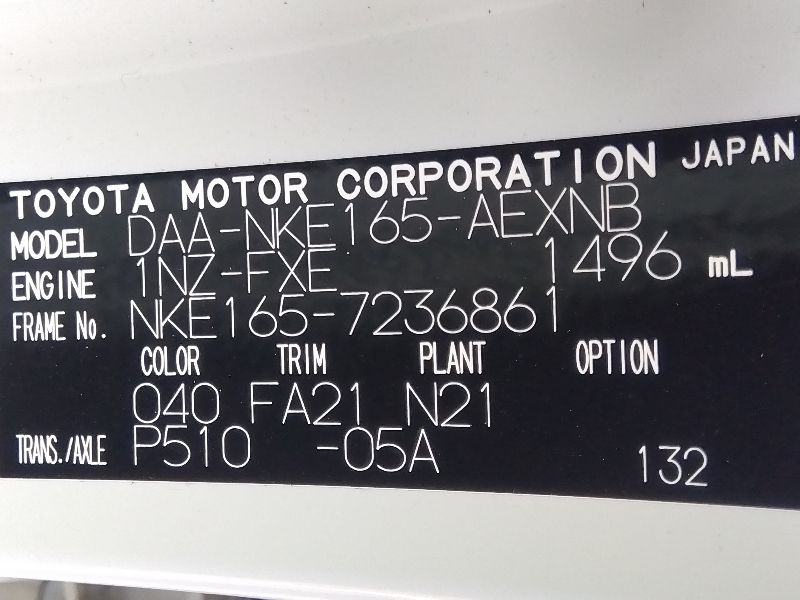 TOYOTA MOTOR CORPORATION JAPAN
MODEL DAA-NKE165-AEXNB
ENGINE 1NZ-FXE 1496 mL
FRAME No. NKE165-7236861
COLOR TRIM PLANT OPTION
040 FA21 N21
TRANS./AXLE P510 -05A 132